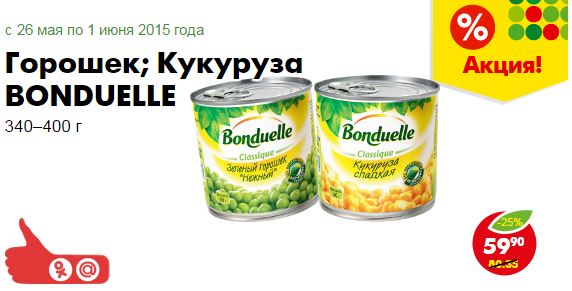 с 26 мая по 1 июня 2015 года
Горошек; Кукуруза
BONDUELLE
340–400 г
%
Акция!
Bonduelle
Classique
Зеленый горошек
"Нежный"
Bonduelle
Classique
Кукуруза
сладкая
-25%
59 90